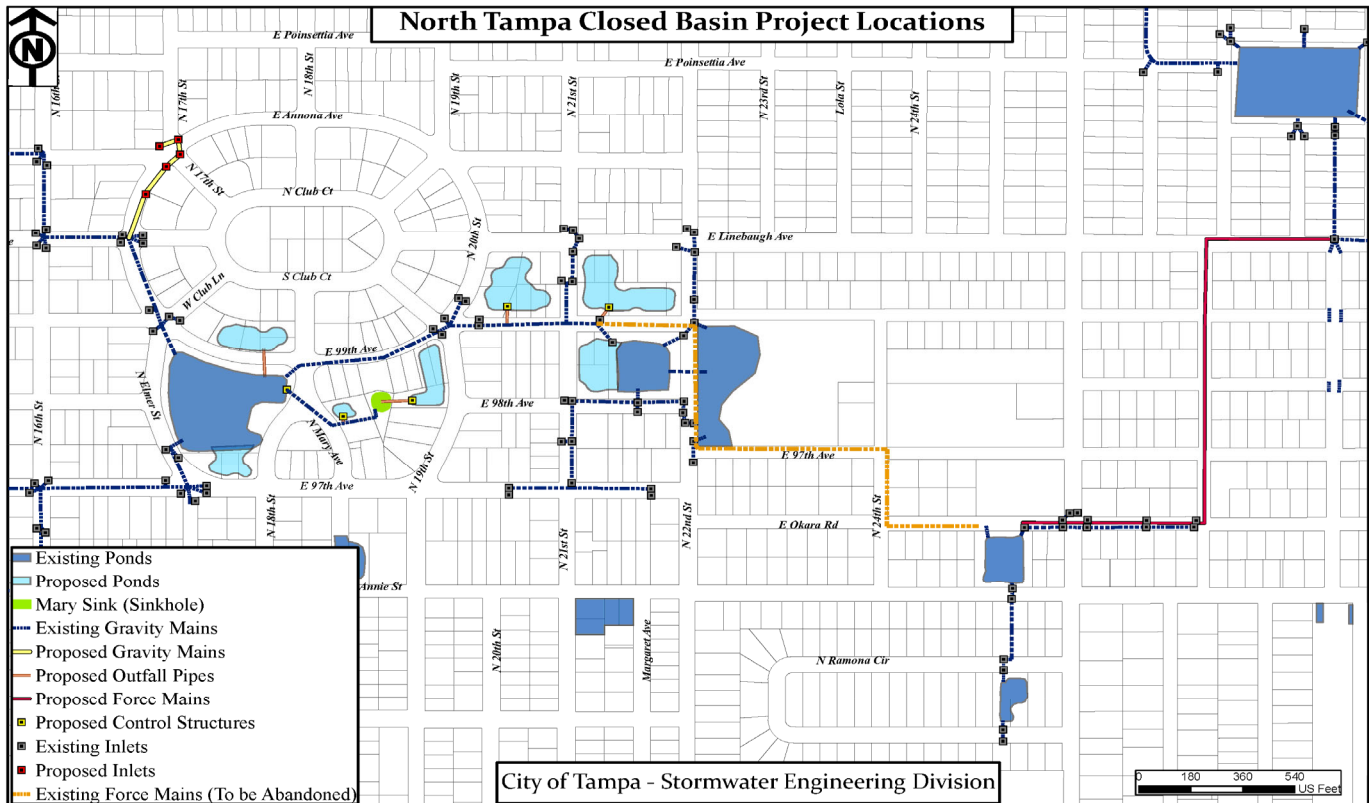 North Tampa Closed Basin Project Locations
N
E Poinsettia Ave
E Poinsettia Ave
N 16th St
N 17th St
N 18th St
N 19th St
N 21st St
N 23rd St
Lola St
N 24th St
E Annona Ave
N 17th St
N Club Ct
N 20th St
E Linebaugh Ave
S Club Ct
W Club Ln
E 99th Ave
N Elmer St
E 98th Ave
N 16th St
N Mary Ave
N 19th St
E 97th Ave
E 97th Ave
N 18th St
N 21st St
N 22nd St
E Okara Rd
N 24th St
Annie St
N 20th St
Margaret Ave
N Ramona Cir
Existing Ponds
Proposed Ponds
Mary Sink (Sinkhole)
Existing Gravity Mains
Proposed Gravity Mains
Proposed Outfall Pipes
Proposed Force Mains
Proposed Control Structures
Existing Inlets
Proposed Inlets
Existing Force Mains (To be Abandoned)
City of Tampa - Stormwater Engineering Division
0 180 360 540
US Feet